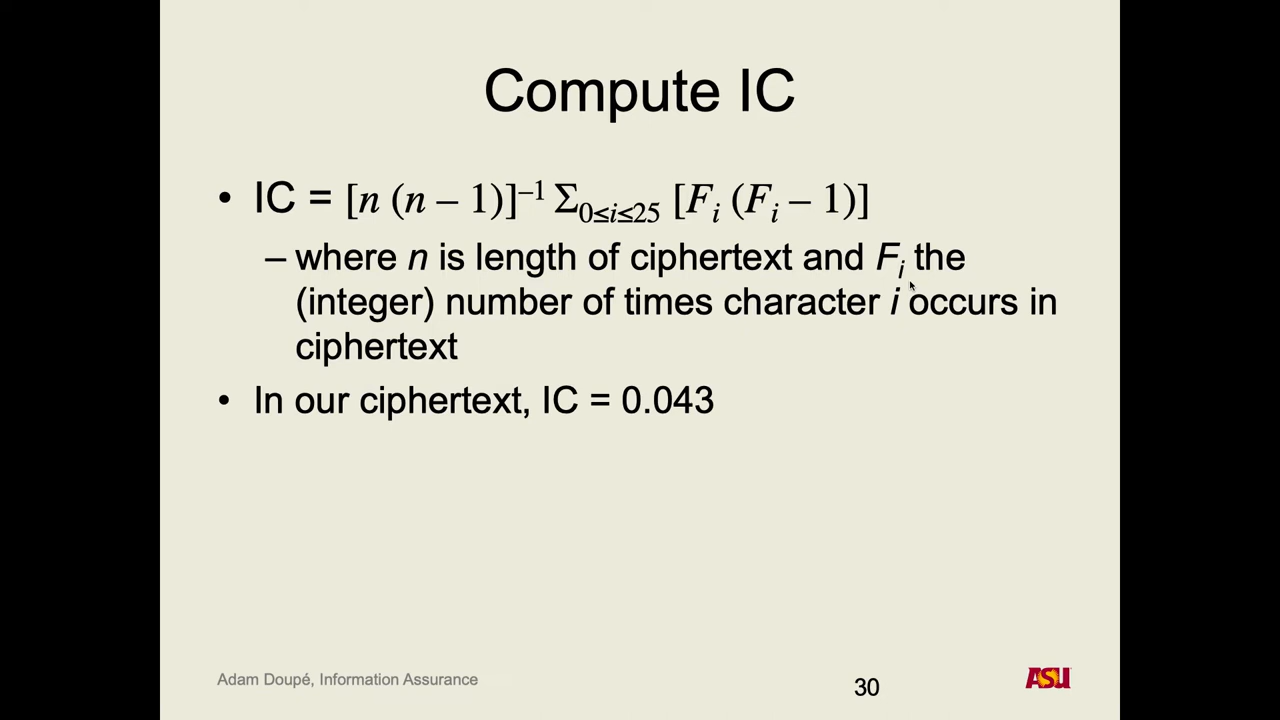 Compute IC
• IC = [n (n – 1)]⁻¹ Σ₀≤ᵢ≤₂₅ [Fᵢ (Fᵢ – 1)]
– where n is length of ciphertext and Fᵢ the
(integer) number of times character i occurs in
ciphertext
• In our ciphertext, IC = 0.043
Adam Doupé, Information Assurance
30
ASU